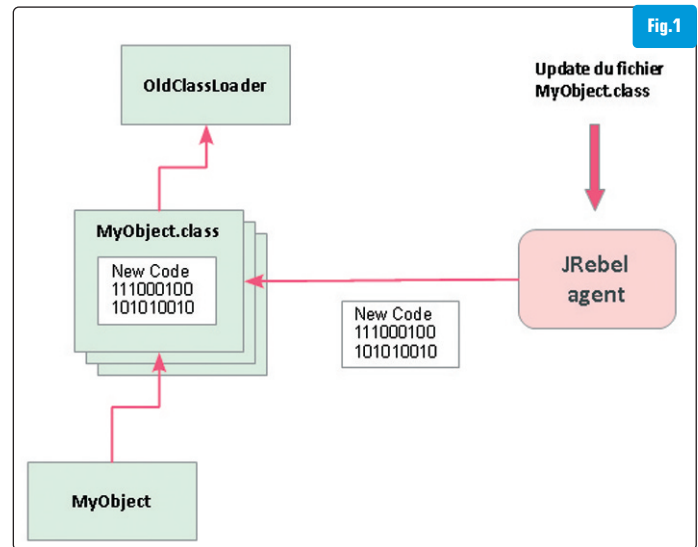 Fig.1
OldClassLoader
Update du fichier
MyObject.class
MyObject.class
New Code
111000100
101010010
JRebel
agent
New Code
111000100
101010010
MyObject